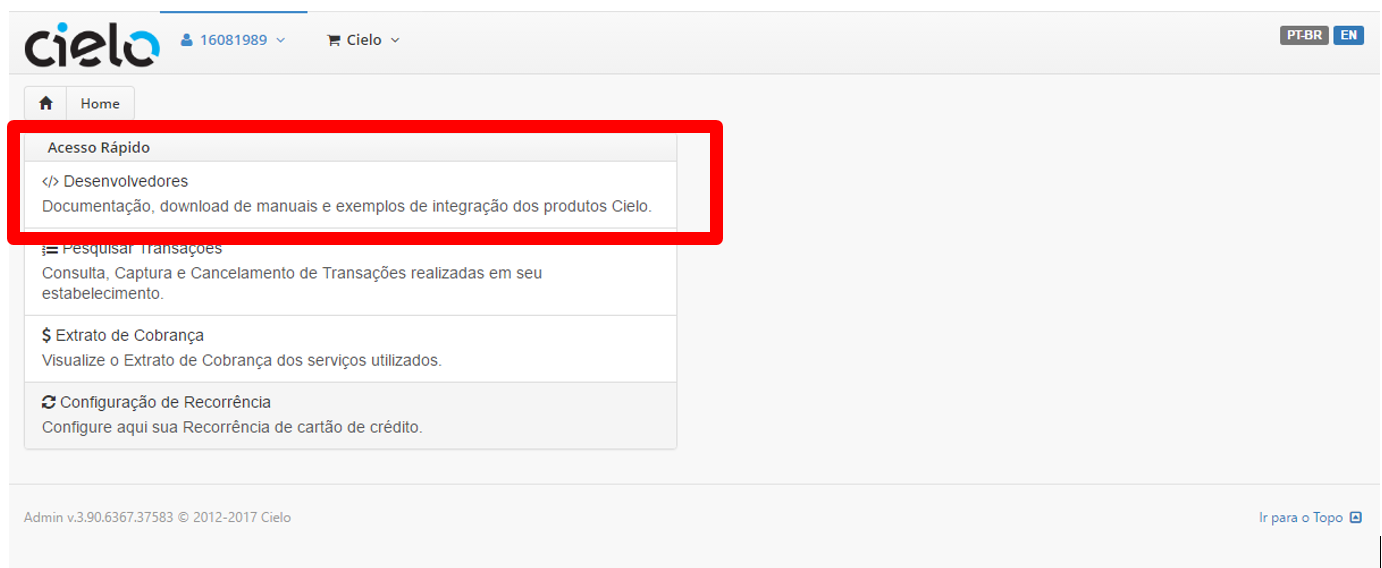 cielo
16081989
Cielo
PT-BR
EN
Home
Acesso Rápido
</> Desenvolvedores
Documentação, download de manuais e exemplos de integração dos produtos Cielo.
Pesquisar Transações
Consulta, Captura e Cancelamento de Transações realizadas em seu
estabelecimento.
$ Extrato de Cobrança
Visualize o Extrato de Cobrança dos serviços utilizados.
Configuração de Recorrência
Configure aqui sua Recorrência de cartão de crédito.
Admin v.3.90.6367.37583 © 2012-2017 Cielo
Ir para o Topo